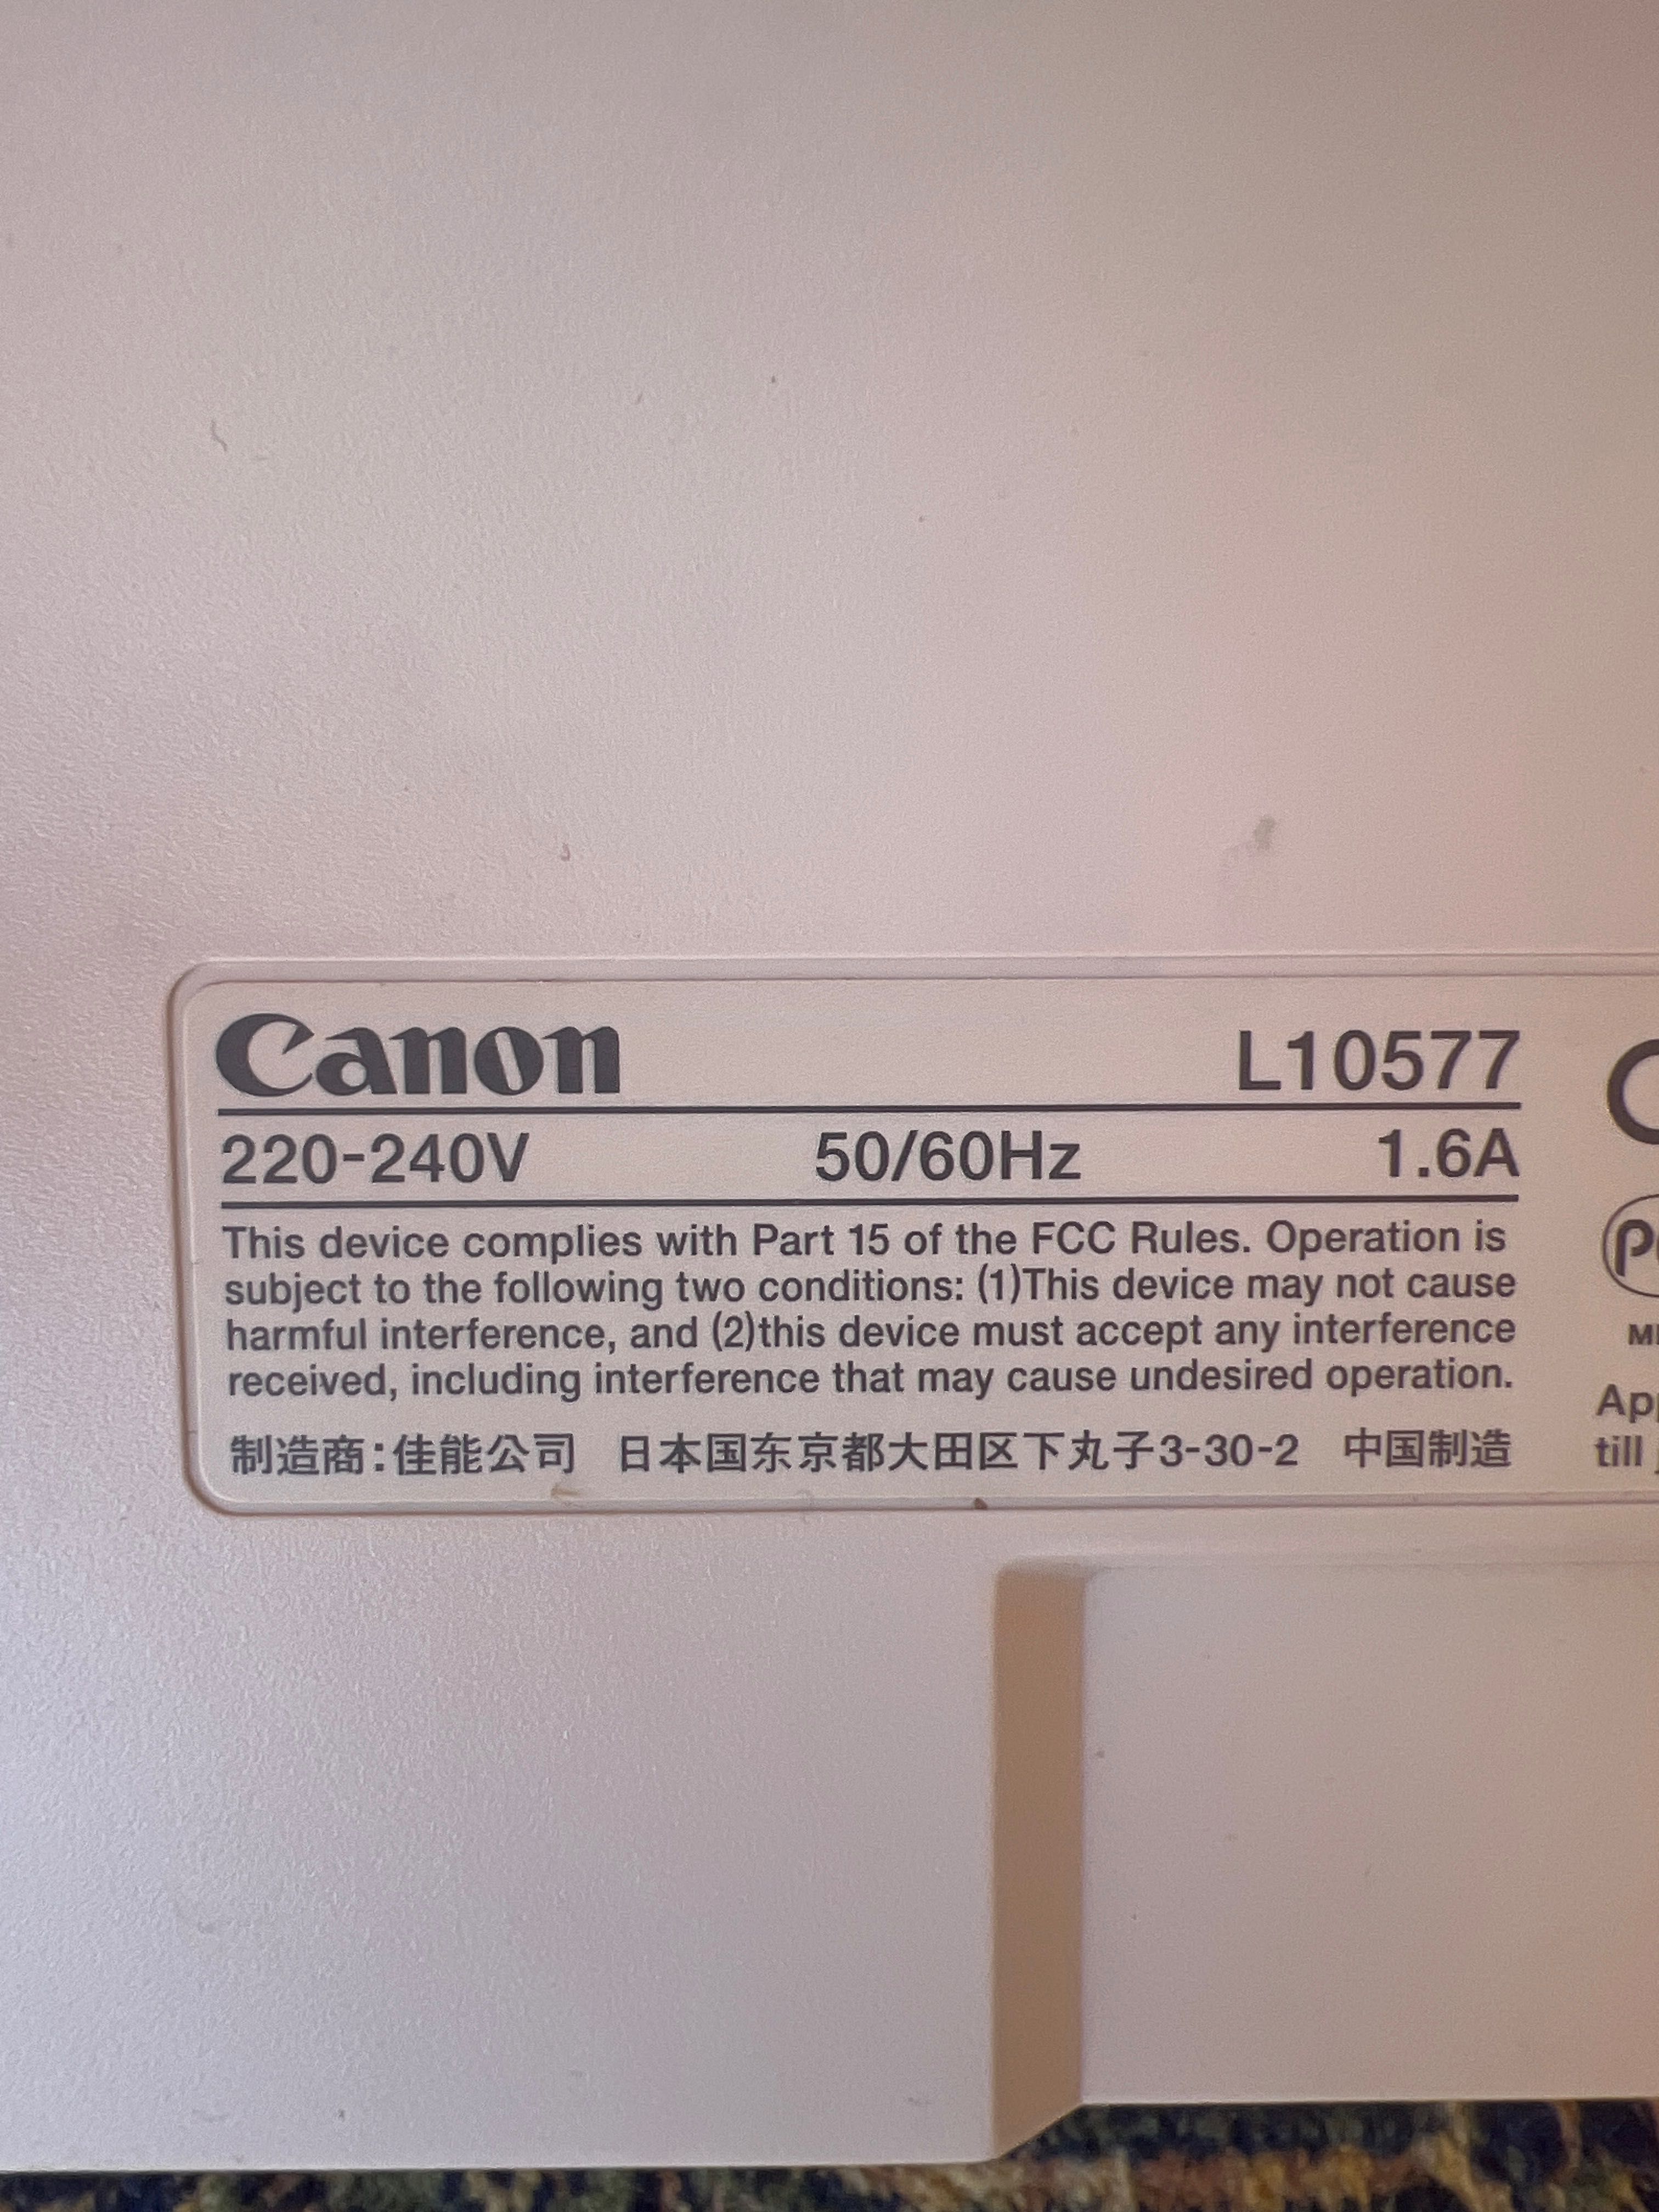 Canon L10577
220-240V 50/60Hz 1.6A
This device complies with Part 15 of the FCC Rules. Operation is
subject to the following two conditions: (1)This device may not cause
harmful interference, and (2)this device must accept any interference
received, including interference that may cause undesired operation.
制造商:佳能公司 日本国东京都大田区下丸子3-30-2 中国制造
till